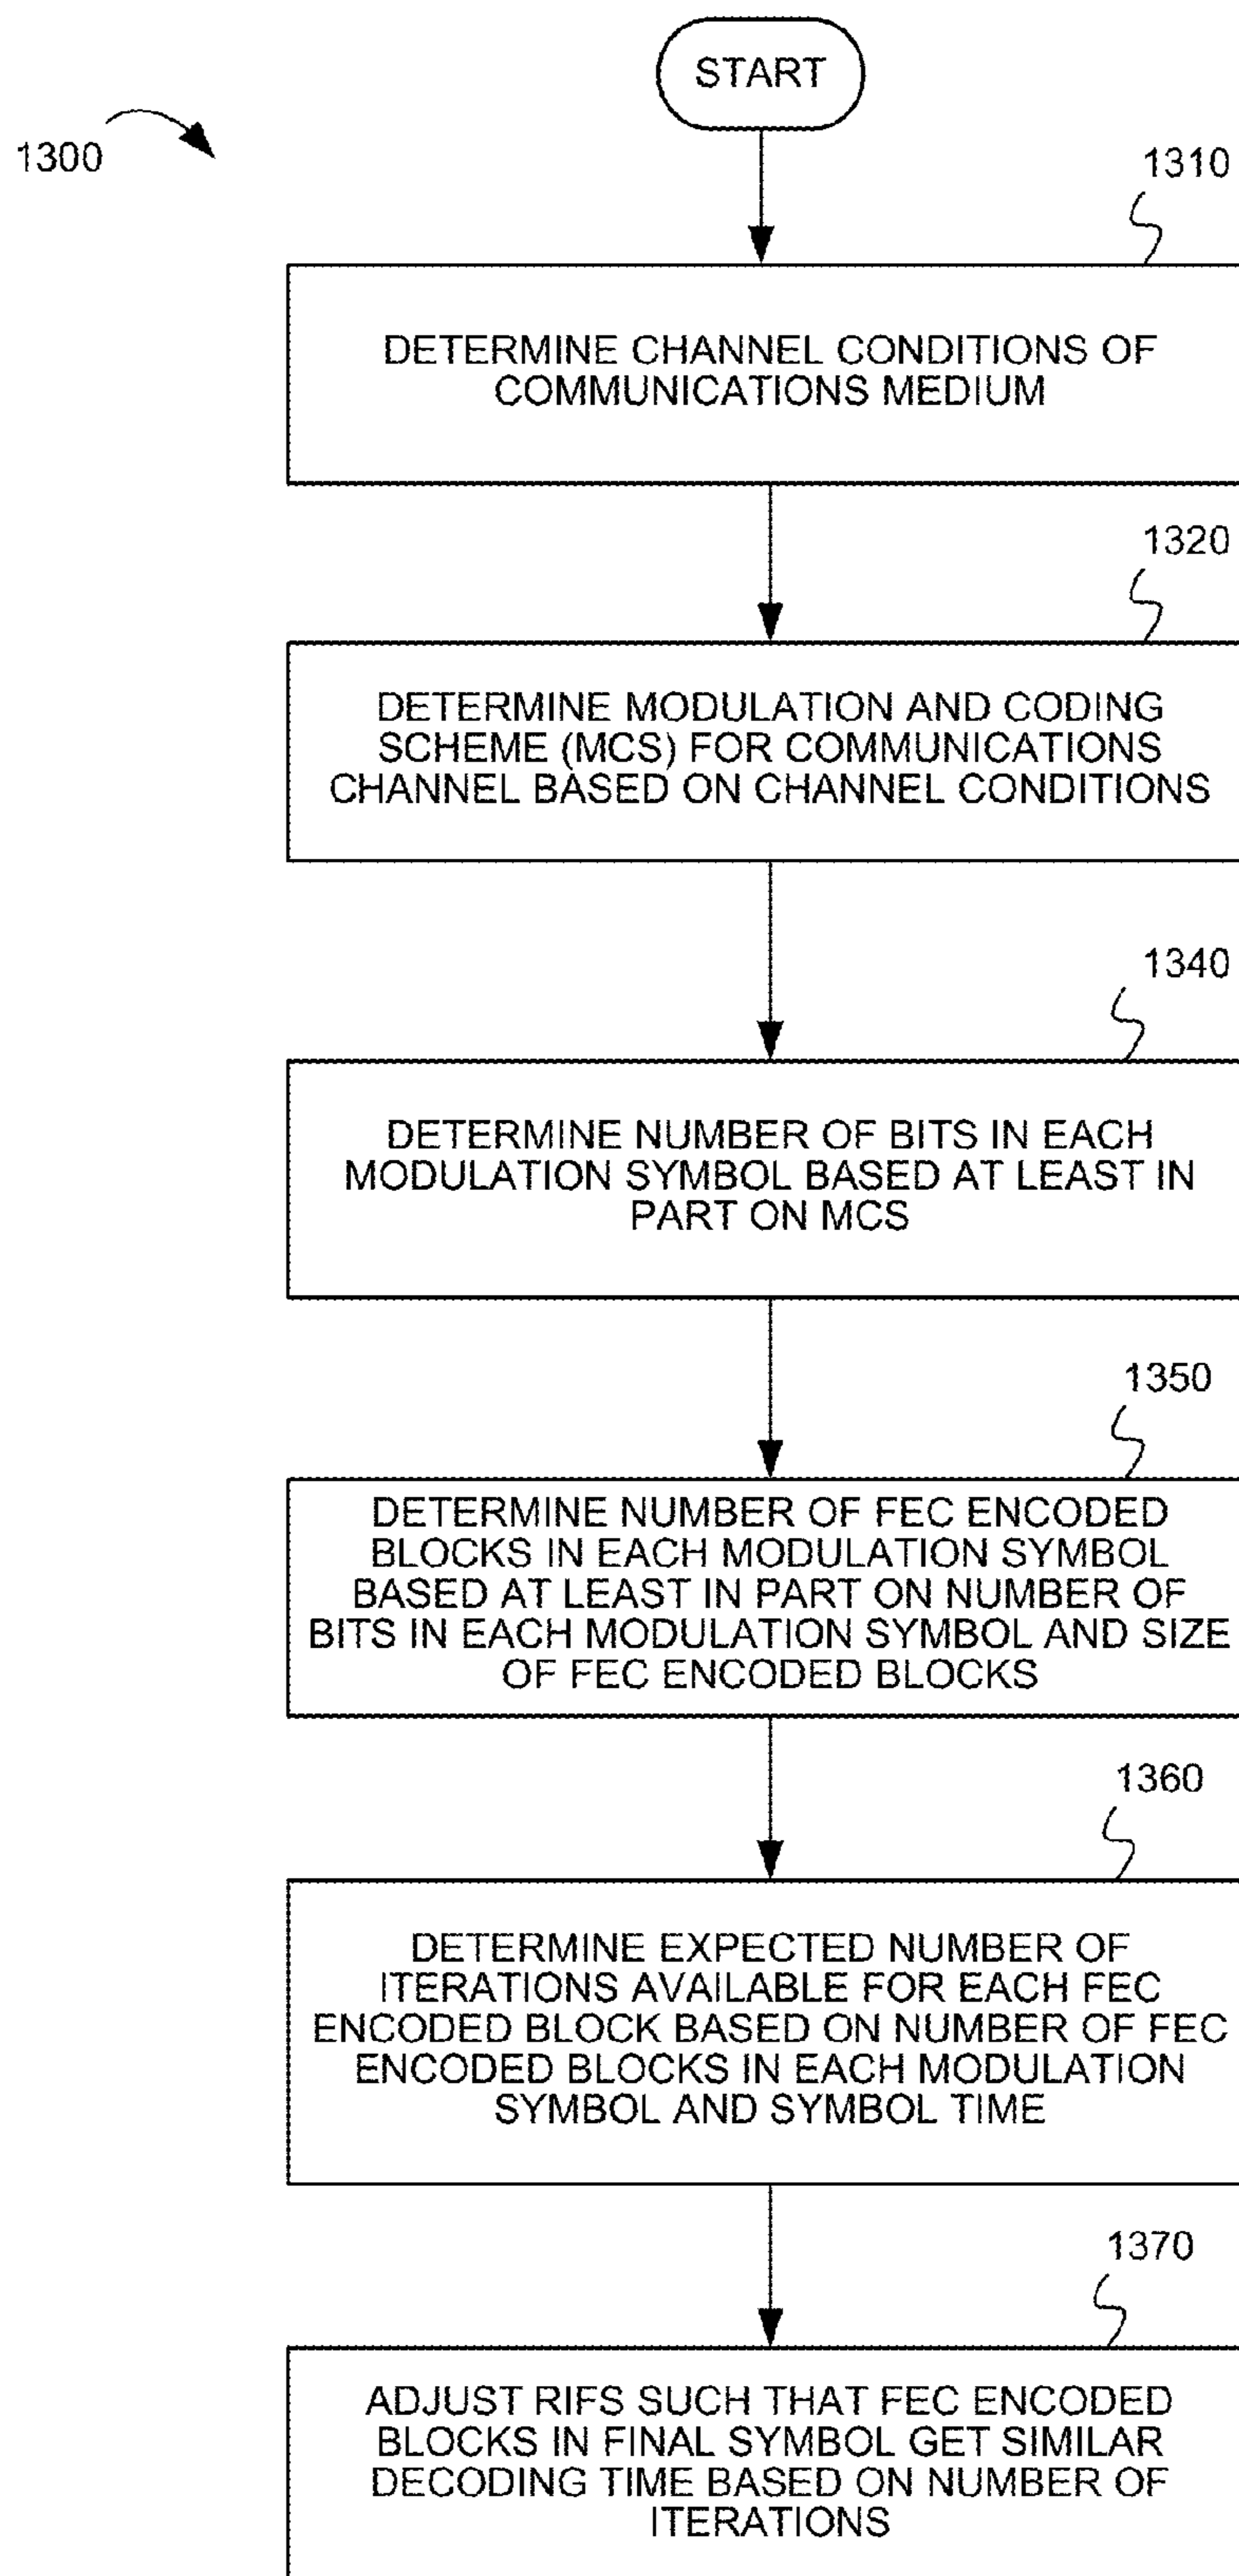 START
1300
1310
DETERMINE CHANNEL CONDITIONS OF
COMMUNICATIONS MEDIUM
1320
DETERMINE MODULATION AND CODING
SCHEME (MCS) FOR COMMUNICATIONS
CHANNEL BASED ON CHANNEL CONDITIONS
1340
DETERMINE NUMBER OF BITS IN EACH
MODULATION SYMBOL BASED AT LEAST IN
PART ON MCS
1350
DETERMINE NUMBER OF FEC ENCODED
BLOCKS IN EACH MODULATION SYMBOL
BASED AT LEAST IN PART ON NUMBER OF
BITS IN EACH MODULATION SYMBOL AND SIZE
OF FEC ENCODED BLOCKS
1360
DETERMINE EXPECTED NUMBER OF
ITERATIONS AVAILABLE FOR EACH FEC
ENCODED BLOCK BASED ON NUMBER OF FEC
ENCODED BLOCKS IN EACH MODULATION
SYMBOL AND SYMBOL TIME
1370
ADJUST RIFS SUCH THAT FEC ENCODED
BLOCKS IN FINAL SYMBOL GET SIMILAR
DECODING TIME BASED ON NUMBER OF
ITERATIONS